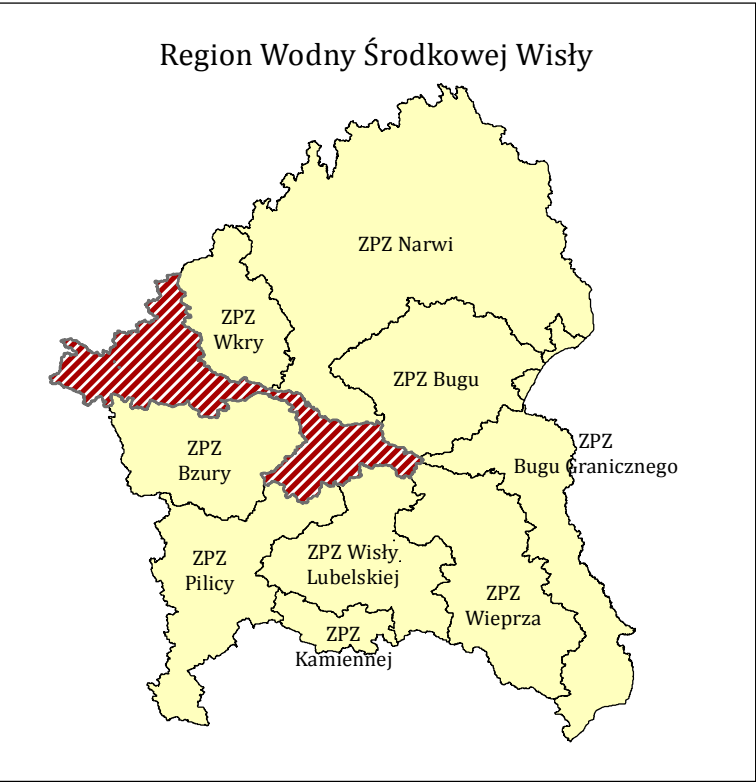 Region Wodny Środkowej Wisły
ZPZ Narwi
ZPZ
Wkry
ZPZ Bugu
ZPZ
Bzury
ZPZ
Bugu Granicznego
ZPZ
Pilicy
ZPZ Wisły
Lubelskiej
ZPZ
Wieprza
ZPZ
Kamiennej